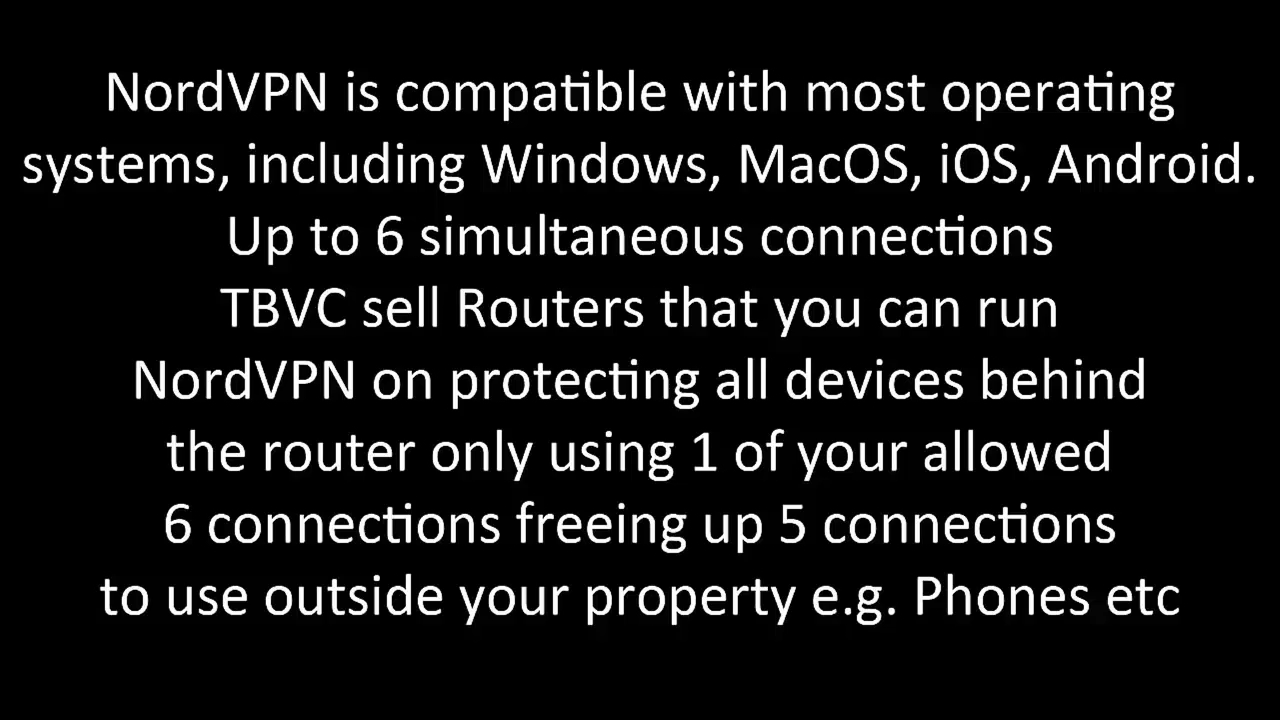 NordVPN is compatible with most operating
systems, including Windows, MacOS, iOS, Android.
Up to 6 simultaneous connections
TBVC sell Routers that you can run
NordVPN on protecting all devices behind
the router only using 1 of your allowed
6 connections freeing up 5 connections
to use outside your property e.g. Phones etc